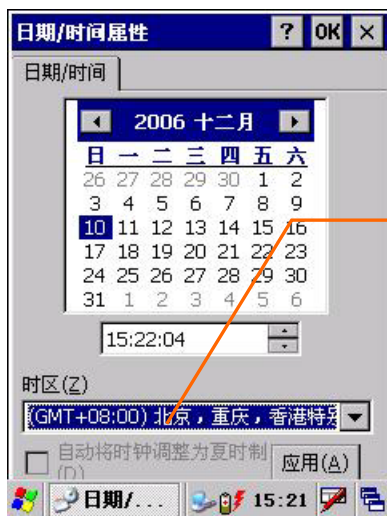 日期/时间属性 ? OK ×
日期/时间
2006 十二月
日 一 二 三 四 五 六
26 27 28 29 30 1 2
3 4 5 6 7 8 9
10 11 12 13 14 15 16
17 18 19 20 21 22 23
24 25 26 27 28 29 30
31 1 2 3 4 5 6
15:22:04
时区(Z)
(GMT+08:00) 北京，重庆，香港特
自动将时钟调整为夏时制
(D)
应用(A)
日期/... 15:21